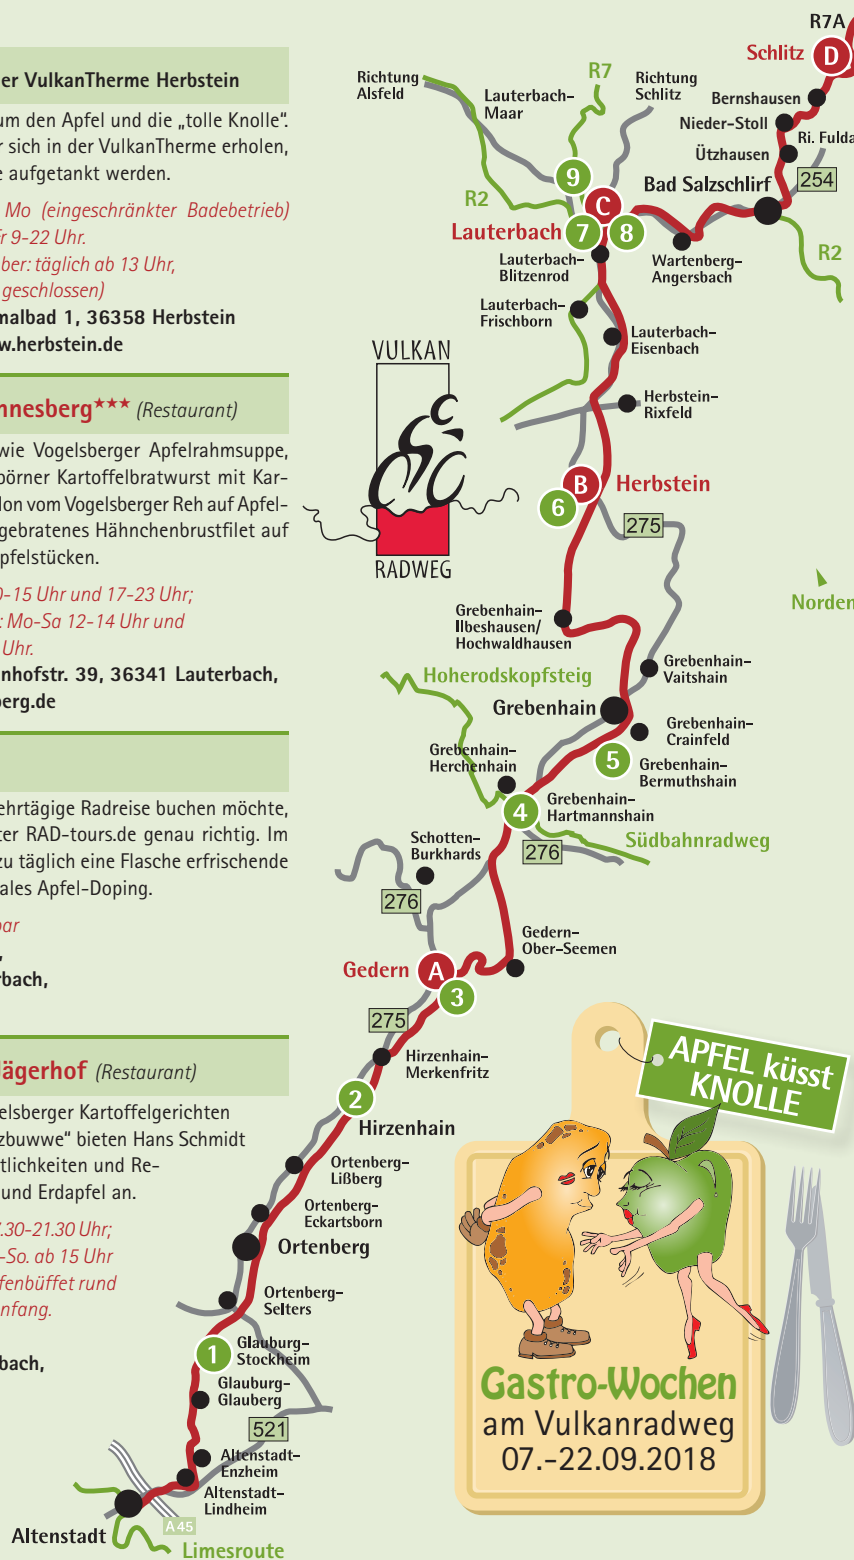 er VulkanTherme Herbstein
um den Apfel und die „tolle Knolle“.
r sich in der VulkanTherme erholen,
e aufgetankt werden.
Mo (eingeschränkter Badebetrieb)
r 9-22 Uhr.
ber: täglich ab 13 Uhr,
geschlossen)
malbad 1, 36358 Herbstein
w.herbstein.de
nnesberg★★★ (Restaurant)
wie Vogelsberger Apfelrahmsuppe,
börner Kartoffelbratwurst mit Kar-
lon vom Vogelsberger Reh auf Apfel-
gebratenes Hähnchenbrustfilet auf
pfelstücken.
0-15 Uhr und 17-23 Uhr;
: Mo-Sa 12-14 Uhr und
Uhr.
nhofstr. 39, 36341 Lauterbach,
berg.de
ehrtägige Radreise buchen möchte,
ter RAD-tours.de genau richtig. Im
zu täglich eine Flasche erfrischende
ales Apfel-Doping.
bar
,
rbach,
Jägerhof (Restaurant)
elsberger Kartoffelgerichten
zbuwwe“ bieten Hans Schmidt
tlichkeiten und Re-
und Erdapfel an.
7.30-21.30 Uhr;
-So. ab 15 Uhr
fenbüffet rund
nfang.
bach,
R7A
Schlitz
D
Richtung
Alsfeld
Lauterbach-
Maar
R7
Richtung
Schlitz
Bernshausen
Nieder-Stoll
Ri. Fulda
Ützhausen
254
Bad Salzschlirf
R2
9
C
Lauterbach
7
8
R2
Wartenberg-
Angersbach
Lauterbach-
Blitzenrod
Lauterbach-
Frischborn
Lauterbach-
Eisenbach
VULKAN
RADWEG
Herbstein-
Rixfeld
B
Herbstein
6
275
Norden
Grebenhain-
Ilbeshausen/
Hochwaldhausen
Grebenhain-
Vaitshain
Hoherodskopfsteig
Grebenhain
Grebenhain-
Crainfeld
Grebenhain-
Herchenhain
5
Grebenhain-
Bermuthshain
4
Grebenhain-
Hartmannshain
Südbahnradweg
276
Schotten-
Burkhards
276
Gedern-
Ober-Seemen
Gedern
A
3
275
Hirzenhain-
Merkenfritz
2
Hirzenhain
Ortenberg-
Lißberg
Ortenberg-
Eckartsborn
Ortenberg
Ortenberg-
Selters
1
Glauburg-
Stockheim
Glauburg-
Glauberg
521
Altenstadt-
Enzheim
Altenstadt-
Lindheim
A45
Altenstadt
Limesroute
APFEL küsst
KNOLLE
Gastro-Wochen
am Vulkanradweg
07.-22.09.2018